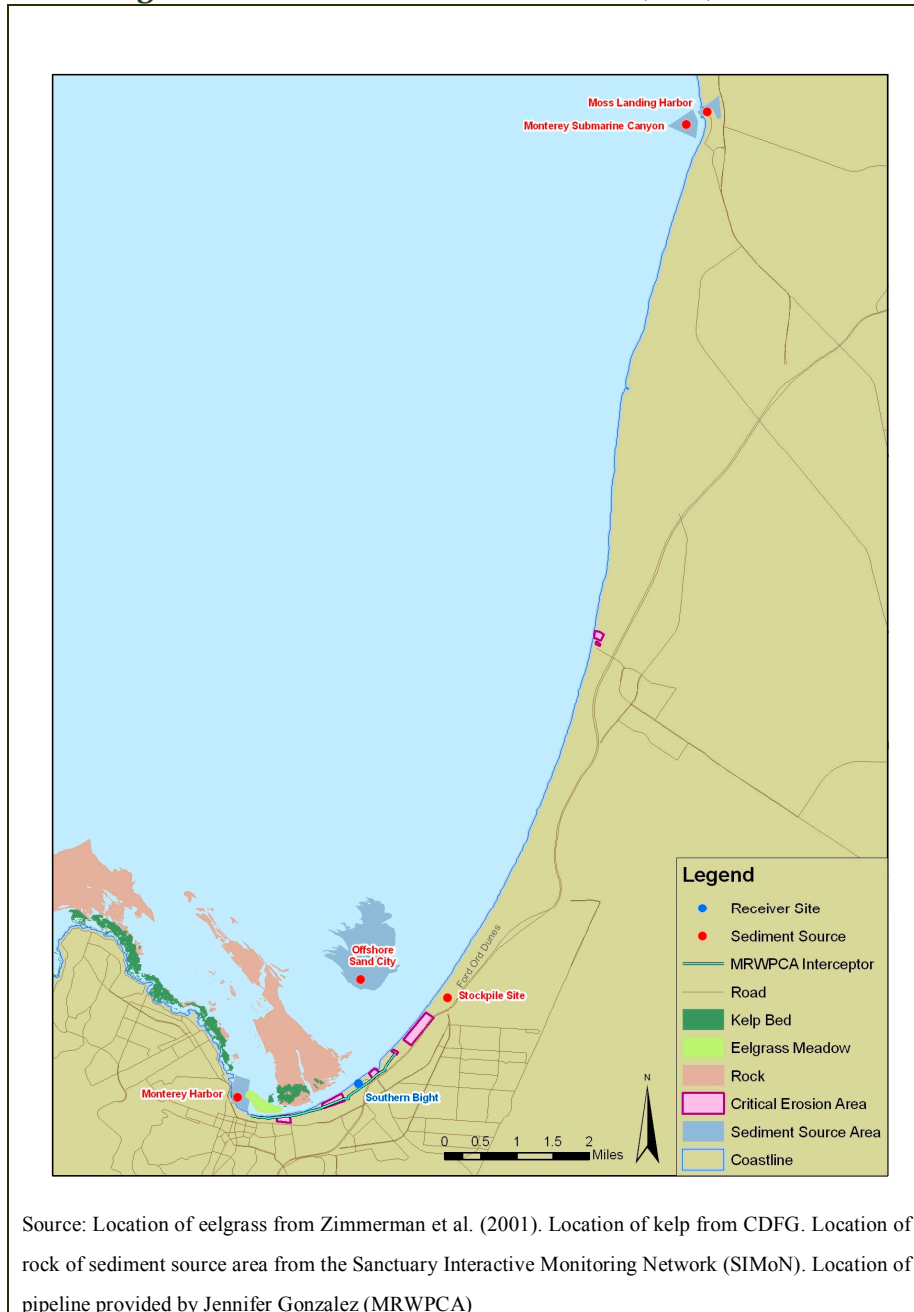 Moss Landing Harbor
Monterey Submarine Canyon
Ford Ord Dunes
Offshore
Sand City
Stockpile Site
Monterey Harbor
Southern Bight
Legend
Receiver Site
Sediment Source
MRWPCA Interceptor
Road
Kelp Bed
Eelgrass Meadow
Rock
Critical Erosion Area
Sediment Source Area
Coastline
N
0 0.5 1 1.5 2
Miles
Source: Location of eelgrass from Zimmerman et al. (2001). Location of kelp from CDFG. Location of
rock of sediment source area from the Sanctuary Interactive Monitoring Network (SIMoN). Location of
pipeline provided by Jennifer Gonzalez (MRWPCA)